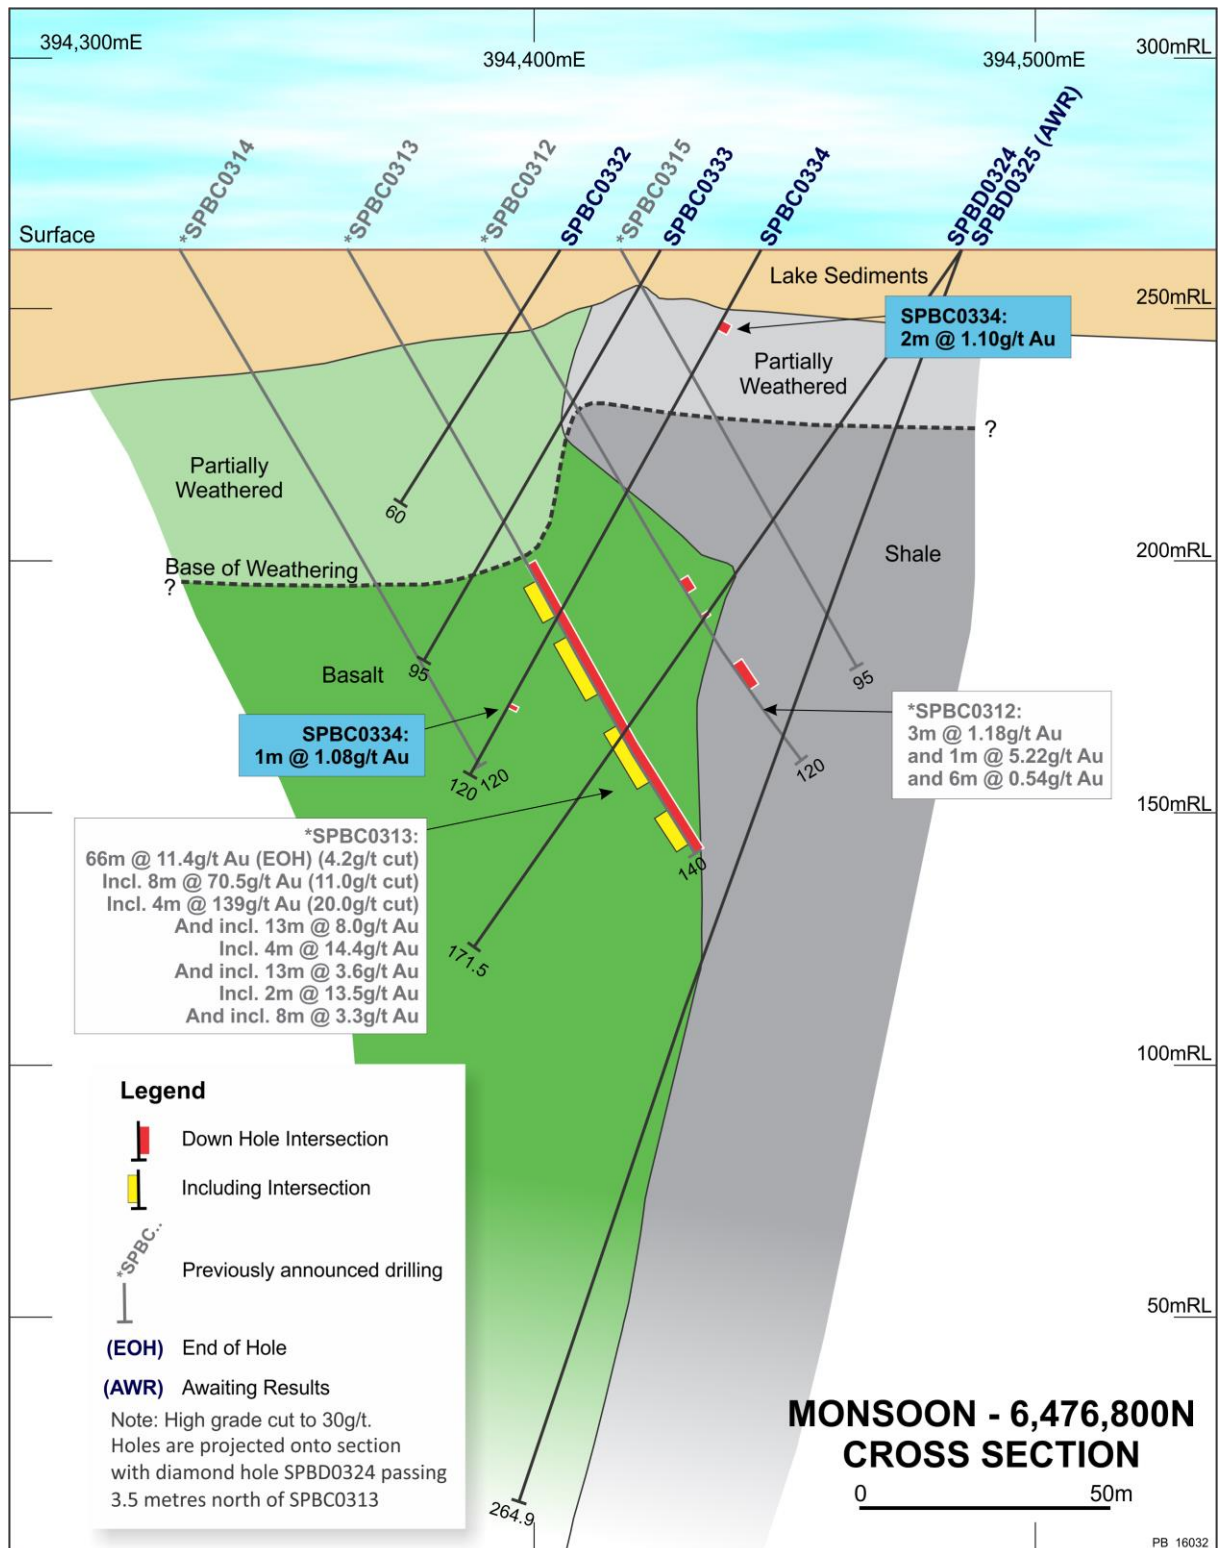 394,300mE
394,400mE
394,500mE
300mRL
*SPBC0314
*SPBC0313
*SPBC0312
SPBC0332
*SPBC0315
SPBC0333
SPBC0334
SPBD0324
SPBD0325 (AWR)
Surface
Lake Sediments
250mRL
SPBC0334:
2m @ 1.10g/t Au
Partially
Weathered
?
Partially
Weathered
60
Shale
200mRL
Base of Weathering
?
Basalt
95
95
*SPBC0312:
3m @ 1.18g/t Au
and 1m @ 5.22g/t Au
and 6m @ 0.54g/t Au
SPBC0334:
1m @ 1.08g/t Au
120
120
120
150mRL
*SPBC0313:
66m @ 11.4g/t Au (EOH) (4.2g/t cut)
Incl. 8m @ 70.5g/t Au (11.0g/t cut)
Incl. 4m @ 139g/t Au (20.0g/t cut)
And incl. 13m @ 8.0g/t Au
Incl. 4m @ 14.4g/t Au
And incl. 13m @ 3.6g/t Au
Incl. 2m @ 13.5g/t Au
And incl. 8m @ 3.3g/t Au
140
171.5
100mRL
Legend
Down Hole Intersection
Including Intersection
*SPBC..
Previously announced drilling
(EOH) End of Hole
(AWR) Awaiting Results
Note: High grade cut to 30g/t.
Holes are projected onto section
with diamond hole SPBD0324 passing
3.5 metres north of SPBC0313
50mRL
264.9
MONSOON - 6,476,800N
CROSS SECTION
0 50m
PB_16032